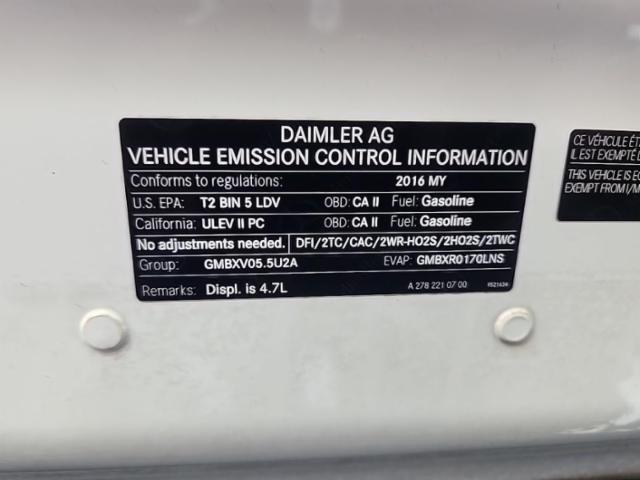 DAIMLER AG
VEHICLE EMISSION CONTROL INFORMATION
Conforms to regulations: 2016 MY
U.S. EPA: T2 BIN 5 LDV OBD: CA II Fuel: Gasoline
California: ULEV II PC OBD: CA II Fuel: Gasoline
No adjustments needed. DFI/2TC/CAC/2WR-HO2S/2HO2S/2TWC
Group: GMBXV05.5U2A EVAP: GMBXR0170LNS
Remarks: Displ. is 4.7L A 278 221 07 00
CE VÉHICULE
IL EST EXEMPTÉ
THIS VEHICLE IS
EXEMPT FROM